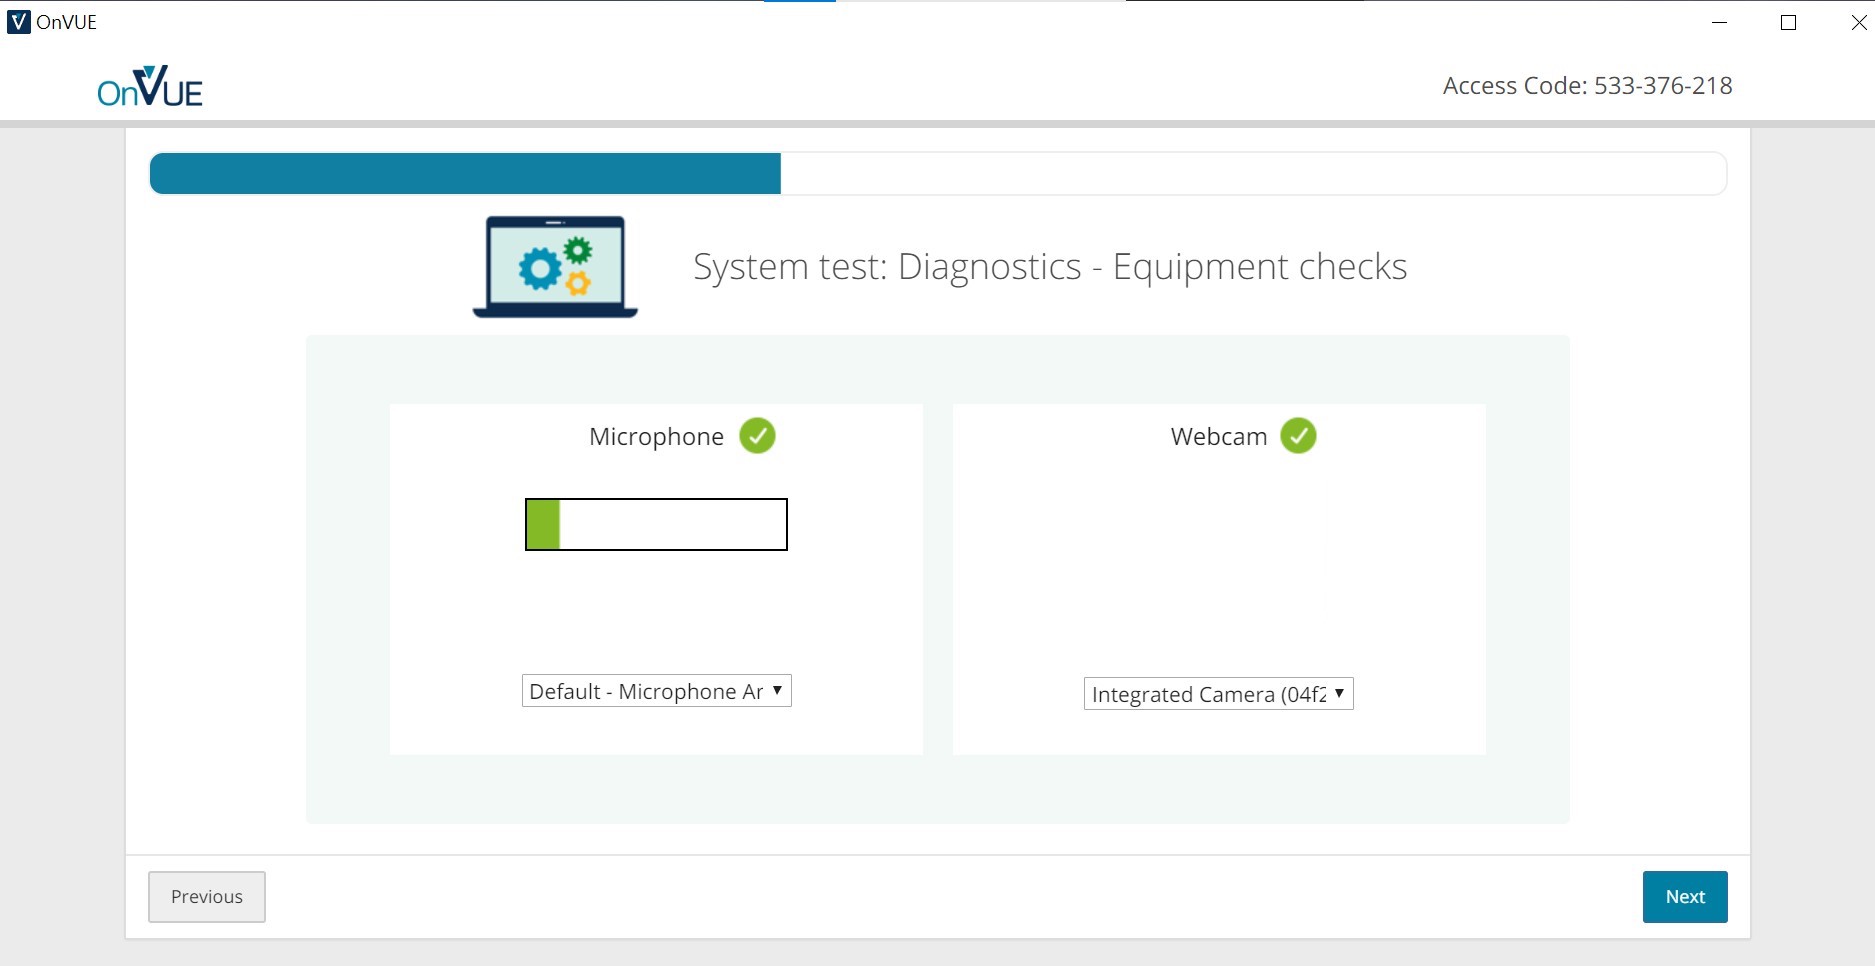 OnVUE
OnVUE
Access Code: 533-376-218
System test: Diagnostics - Equipment checks
Microphone
Webcam
Default - Microphone Ar
Integrated Camera (04f2
Previous
Next